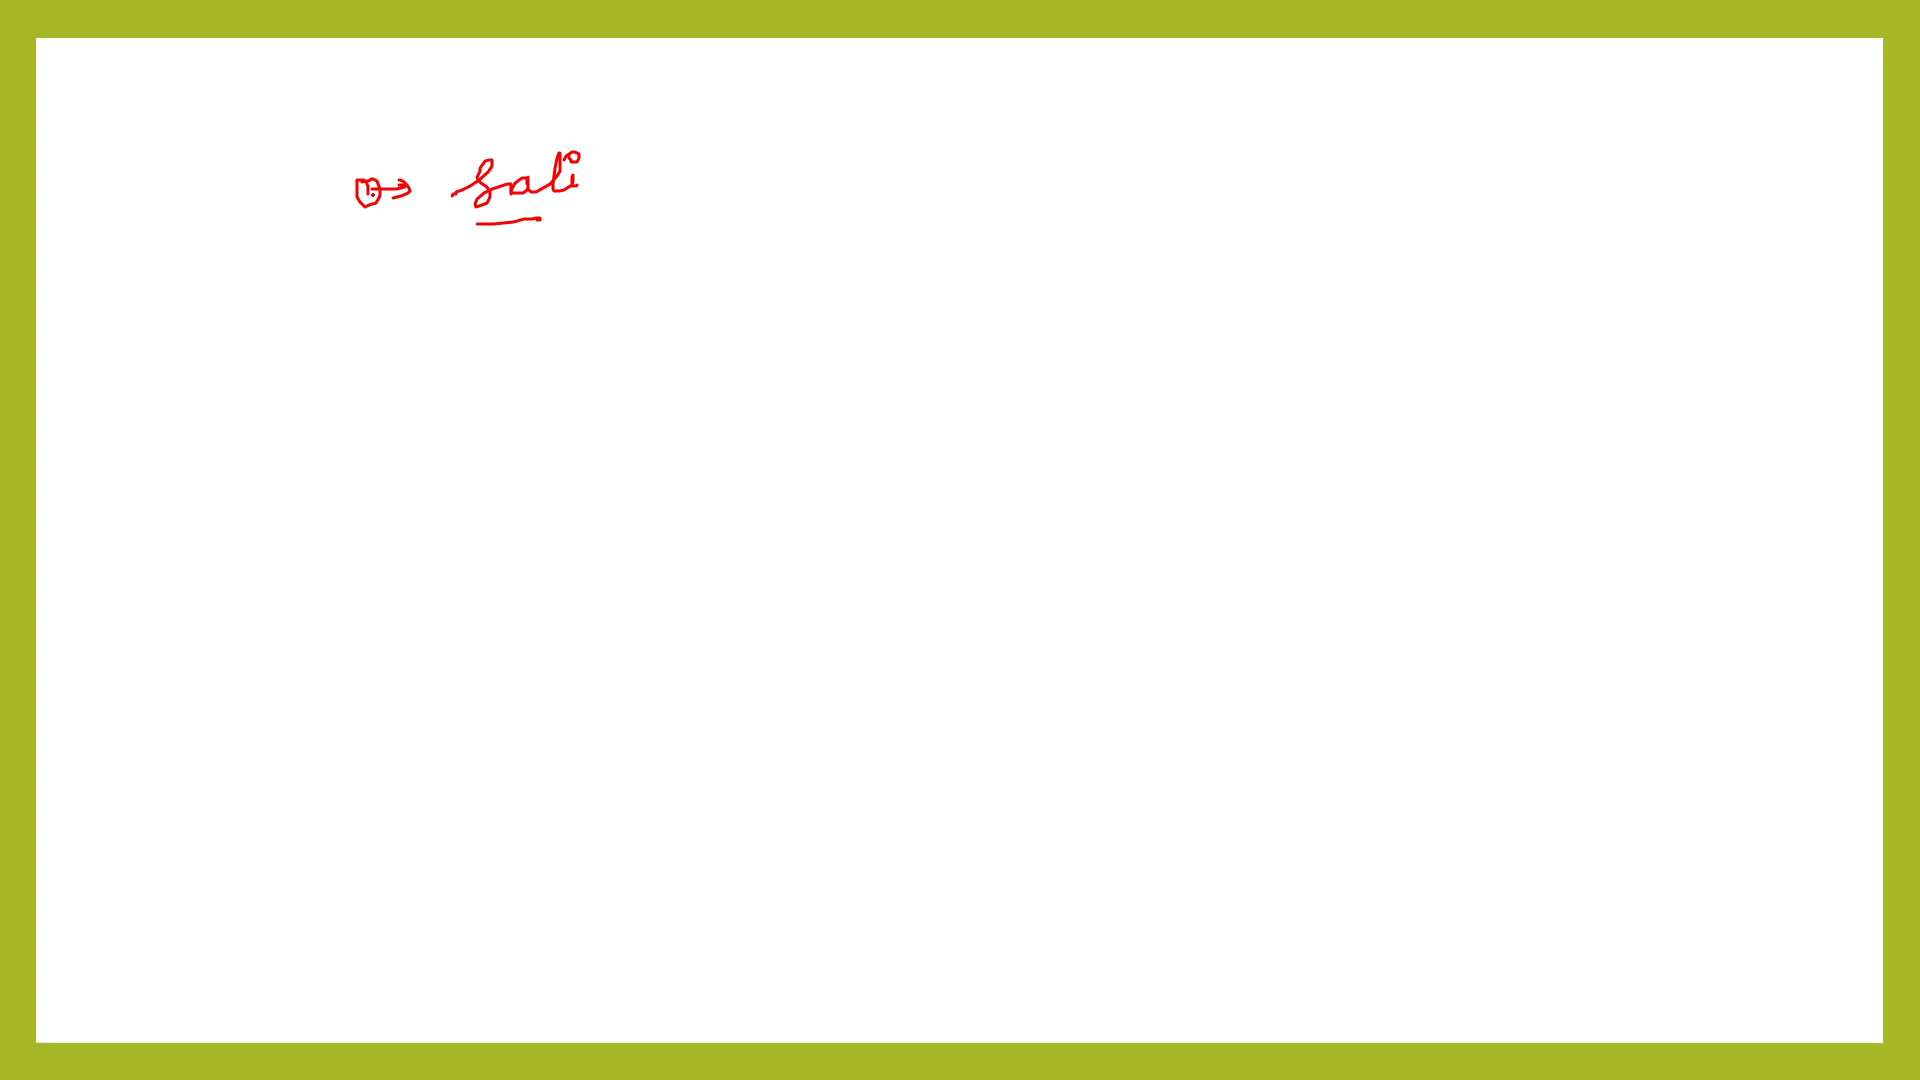 → Sali